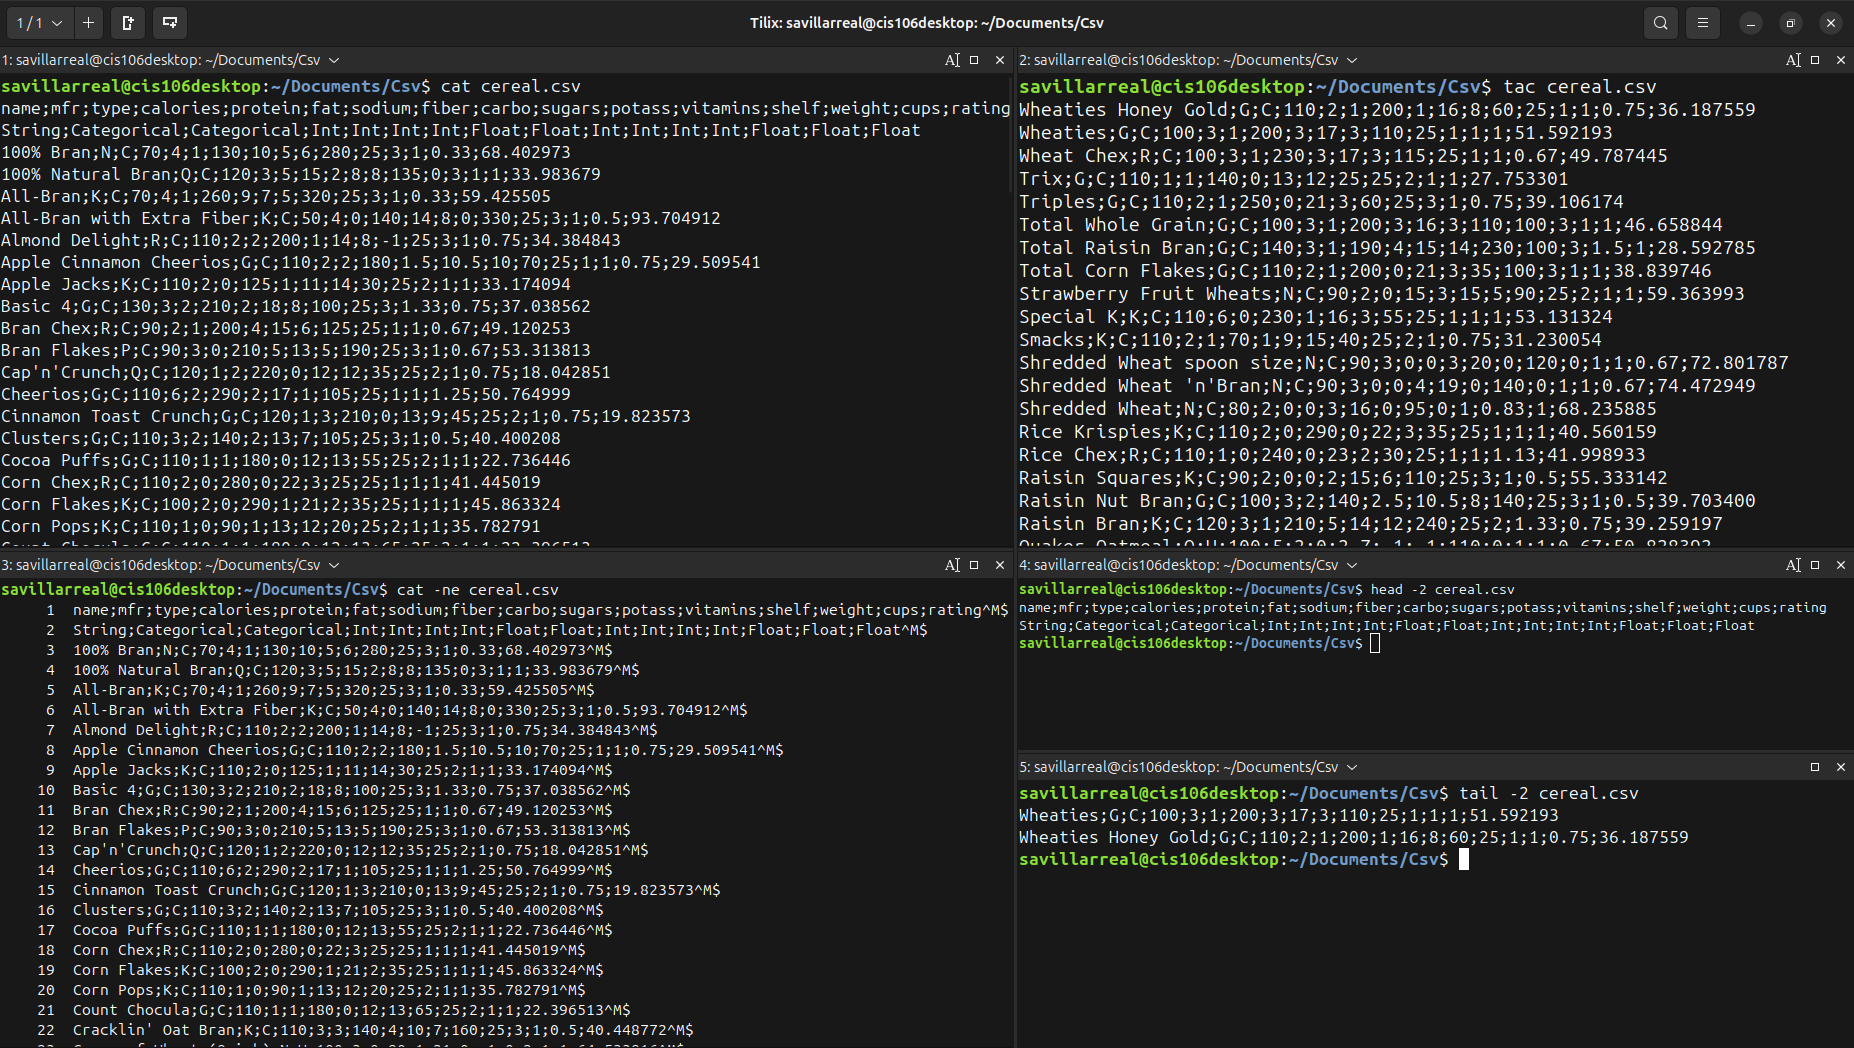 1 / 1
Tilix: savillarreal@cis106desktop: ~/Documents/Csv
1: savillarreal@cis106desktop: ~/Documents/Csv
savillarreal@cis106desktop:~/Documents/Csv$ cat cereal.csv
name;mfr;type;calories;protein;fat;sodium;fiber;carbo;sugars;potass;vitamins;shelf;weight;cups;rating
String;Categorical;Categorical;Int;Int;Int;Int;Float;Float;Int;Int;Int;Int;Float;Float;Float
100% Bran;N;C;70;4;1;130;10;5;6;280;25;3;1;0.33;68.402973
100% Natural Bran;Q;C;120;3;5;15;2;8;8;135;0;3;1;1;33.983679
All-Bran;K;C;70;4;1;260;9;7;5;320;25;3;1;0.33;59.425505
All-Bran with Extra Fiber;K;C;50;4;0;140;14;8;0;330;25;3;1;0.5;93.704912
Almond Delight;R;C;110;2;2;200;1;14;8;-1;25;3;1;0.75;34.384843
Apple Cinnamon Cheerios;G;C;110;2;2;180;1.5;10.5;10;70;25;1;1;0.75;29.509541
Apple Jacks;K;C;110;2;0;125;1;11;14;30;25;2;1;1;33.174094
Basic 4;G;C;130;3;2;210;2;18;8;100;25;3;1.33;0.75;37.038562
Bran Chex;R;C;90;2;1;200;4;15;6;125;25;1;1;0.67;49.120253
Bran Flakes;P;C;90;3;0;210;5;13;5;190;25;3;1;0.67;53.313813
Cap'n'Crunch;Q;C;120;1;2;220;0;12;12;35;25;2;1;0.75;18.042851
Cheerios;G;C;110;6;2;290;2;17;1;105;25;1;1;1.25;50.764999
Cinnamon Toast Crunch;G;C;120;1;3;210;0;13;9;45;25;2;1;0.75;19.823573
Clusters;G;C;110;3;2;140;2;13;7;105;25;3;1;0.5;40.400208
Cocoa Puffs;G;C;110;1;1;180;0;12;13;55;25;2;1;1;22.736446
Corn Chex;R;C;110;2;0;280;0;22;3;25;25;1;1;1;41.445019
Corn Flakes;K;C;100;2;0;290;1;21;2;35;25;1;1;1;45.863324
Corn Pops;K;C;110;1;0;90;1;13;12;20;25;2;1;1;35.782791
Count Chocula;G;C;110;1;1;180;0;12;13;65;25;2;1;1;22.396513
2: savillarreal@cis106desktop: ~/Documents/Csv
savillarreal@cis106desktop:~/Documents/Csv$ tac cereal.csv
Wheaties Honey Gold;G;C;110;2;1;200;1;16;8;60;25;1;1;0.75;36.187559
Wheaties;G;C;100;3;1;200;3;17;3;110;25;1;1;1;51.592193
Wheat Chex;R;C;100;3;1;230;3;17;3;115;25;1;1;0.67;49.787445
Trix;G;C;110;1;1;140;0;13;12;25;25;2;1;1;27.753301
Triples;G;C;110;2;1;250;0;21;3;60;25;3;1;0.75;39.106174
Total Whole Grain;G;C;100;3;1;200;3;16;3;110;100;3;1;1;46.658844
Total Raisin Bran;G;C;140;3;1;190;4;15;14;230;100;3;1.5;1;28.592785
Total Corn Flakes;G;C;110;2;1;200;0;21;3;35;100;3;1;1;38.839746
Strawberry Fruit Wheats;N;C;90;2;0;15;3;15;5;90;25;2;1;1;59.363993
Special K;K;C;110;6;0;230;1;16;3;55;25;1;1;1;53.131324
Smacks;K;C;110;2;1;70;1;9;15;40;25;2;1;0.75;31.230054
Shredded Wheat spoon size;N;C;90;3;0;0;3;20;0;120;0;1;1;0.67;72.801787
Shredded Wheat 'n'Bran;N;C;90;3;0;0;4;19;0;140;0;1;1;0.67;74.472949
Shredded Wheat;N;C;80;2;0;0;3;16;0;95;0;1;0.83;1;68.235885
Rice Krispies;K;C;110;2;0;290;0;22;3;35;25;1;1;1;40.560159
Rice Chex;R;C;110;1;0;240;0;23;2;30;25;1;1;1.13;41.998933
Raisin Squares;K;C;90;2;0;0;2;15;6;110;25;3;1;0.5;55.333142
Raisin Nut Bran;G;C;100;3;2;140;2.5;10.5;8;140;25;3;1;0.5;39.703400
Raisin Bran;K;C;120;3;1;210;5;14;12;240;25;2;1.33;0.75;39.259197
Quaker Oatmeal;Q;H;100;5;2;0;2.7;-1;-1;110;0;1;1;0.67;50.828392
3: savillarreal@cis106desktop: ~/Documents/Csv
savillarreal@cis106desktop:~/Documents/Csv$ cat -ne cereal.csv
1 name;mfr;type;calories;protein;fat;sodium;fiber;carbo;sugars;potass;vitamins;shelf;weight;cups;rating^M$
2 String;Categorical;Categorical;Int;Int;Int;Int;Float;Float;Int;Int;Int;Int;Float;Float;Float^M$
3 100% Bran;N;C;70;4;1;130;10;5;6;280;25;3;1;0.33;68.402973^M$
4 100% Natural Bran;Q;C;120;3;5;15;2;8;8;135;0;3;1;1;33.983679^M$
5 All-Bran;K;C;70;4;1;260;9;7;5;320;25;3;1;0.33;59.425505^M$
6 All-Bran with Extra Fiber;K;C;50;4;0;140;14;8;0;330;25;3;1;0.5;93.704912^M$
7 Almond Delight;R;C;110;2;2;200;1;14;8;-1;25;3;1;0.75;34.384843^M$
8 Apple Cinnamon Cheerios;G;C;110;2;2;180;1.5;10.5;10;70;25;1;1;0.75;29.509541^M$
9 Apple Jacks;K;C;110;2;0;125;1;11;14;30;25;2;1;1;33.174094^M$
10 Basic 4;G;C;130;3;2;210;2;18;8;100;25;3;1.33;0.75;37.038562^M$
11 Bran Chex;R;C;90;2;1;200;4;15;6;125;25;1;1;0.67;49.120253^M$
12 Bran Flakes;P;C;90;3;0;210;5;13;5;190;25;3;1;0.67;53.313813^M$
13 Cap'n'Crunch;Q;C;120;1;2;220;0;12;12;35;25;2;1;0.75;18.042851^M$
14 Cheerios;G;C;110;6;2;290;2;17;1;105;25;1;1;1.25;50.764999^M$
15 Cinnamon Toast Crunch;G;C;120;1;3;210;0;13;9;45;25;2;1;0.75;19.823573^M$
16 Clusters;G;C;110;3;2;140;2;13;7;105;25;3;1;0.5;40.400208^M$
17 Cocoa Puffs;G;C;110;1;1;180;0;12;13;55;25;2;1;1;22.736446^M$
18 Corn Chex;R;C;110;2;0;280;0;22;3;25;25;1;1;1;41.445019^M$
19 Corn Flakes;K;C;100;2;0;290;1;21;2;35;25;1;1;1;45.863324^M$
20 Corn Pops;K;C;110;1;0;90;1;13;12;20;25;2;1;1;35.782791^M$
21 Count Chocula;G;C;110;1;1;180;0;12;13;65;25;2;1;1;22.396513^M$
22 Cracklin' Oat Bran;K;C;110;3;3;140;4;10;7;160;25;3;1;0.5;40.448772^M$
4: savillarreal@cis106desktop: ~/Documents/Csv
savillarreal@cis106desktop:~/Documents/Csv$ head -2 cereal.csv
name;mfr;type;calories;protein;fat;sodium;fiber;carbo;sugars;potass;vitamins;shelf;weight;cups;rating
String;Categorical;Categorical;Int;Int;Int;Int;Float;Float;Int;Int;Int;Int;Float;Float;Float
savillarreal@cis106desktop:~/Documents/Csv$
5: savillarreal@cis106desktop: ~/Documents/Csv
savillarreal@cis106desktop:~/Documents/Csv$ tail -2 cereal.csv
Wheaties;G;C;100;3;1;200;3;17;3;110;25;1;1;1;51.592193
Wheaties Honey Gold;G;C;110;2;1;200;1;16;8;60;25;1;1;0.75;36.187559
savillarreal@cis106desktop:~/Documents/Csv$